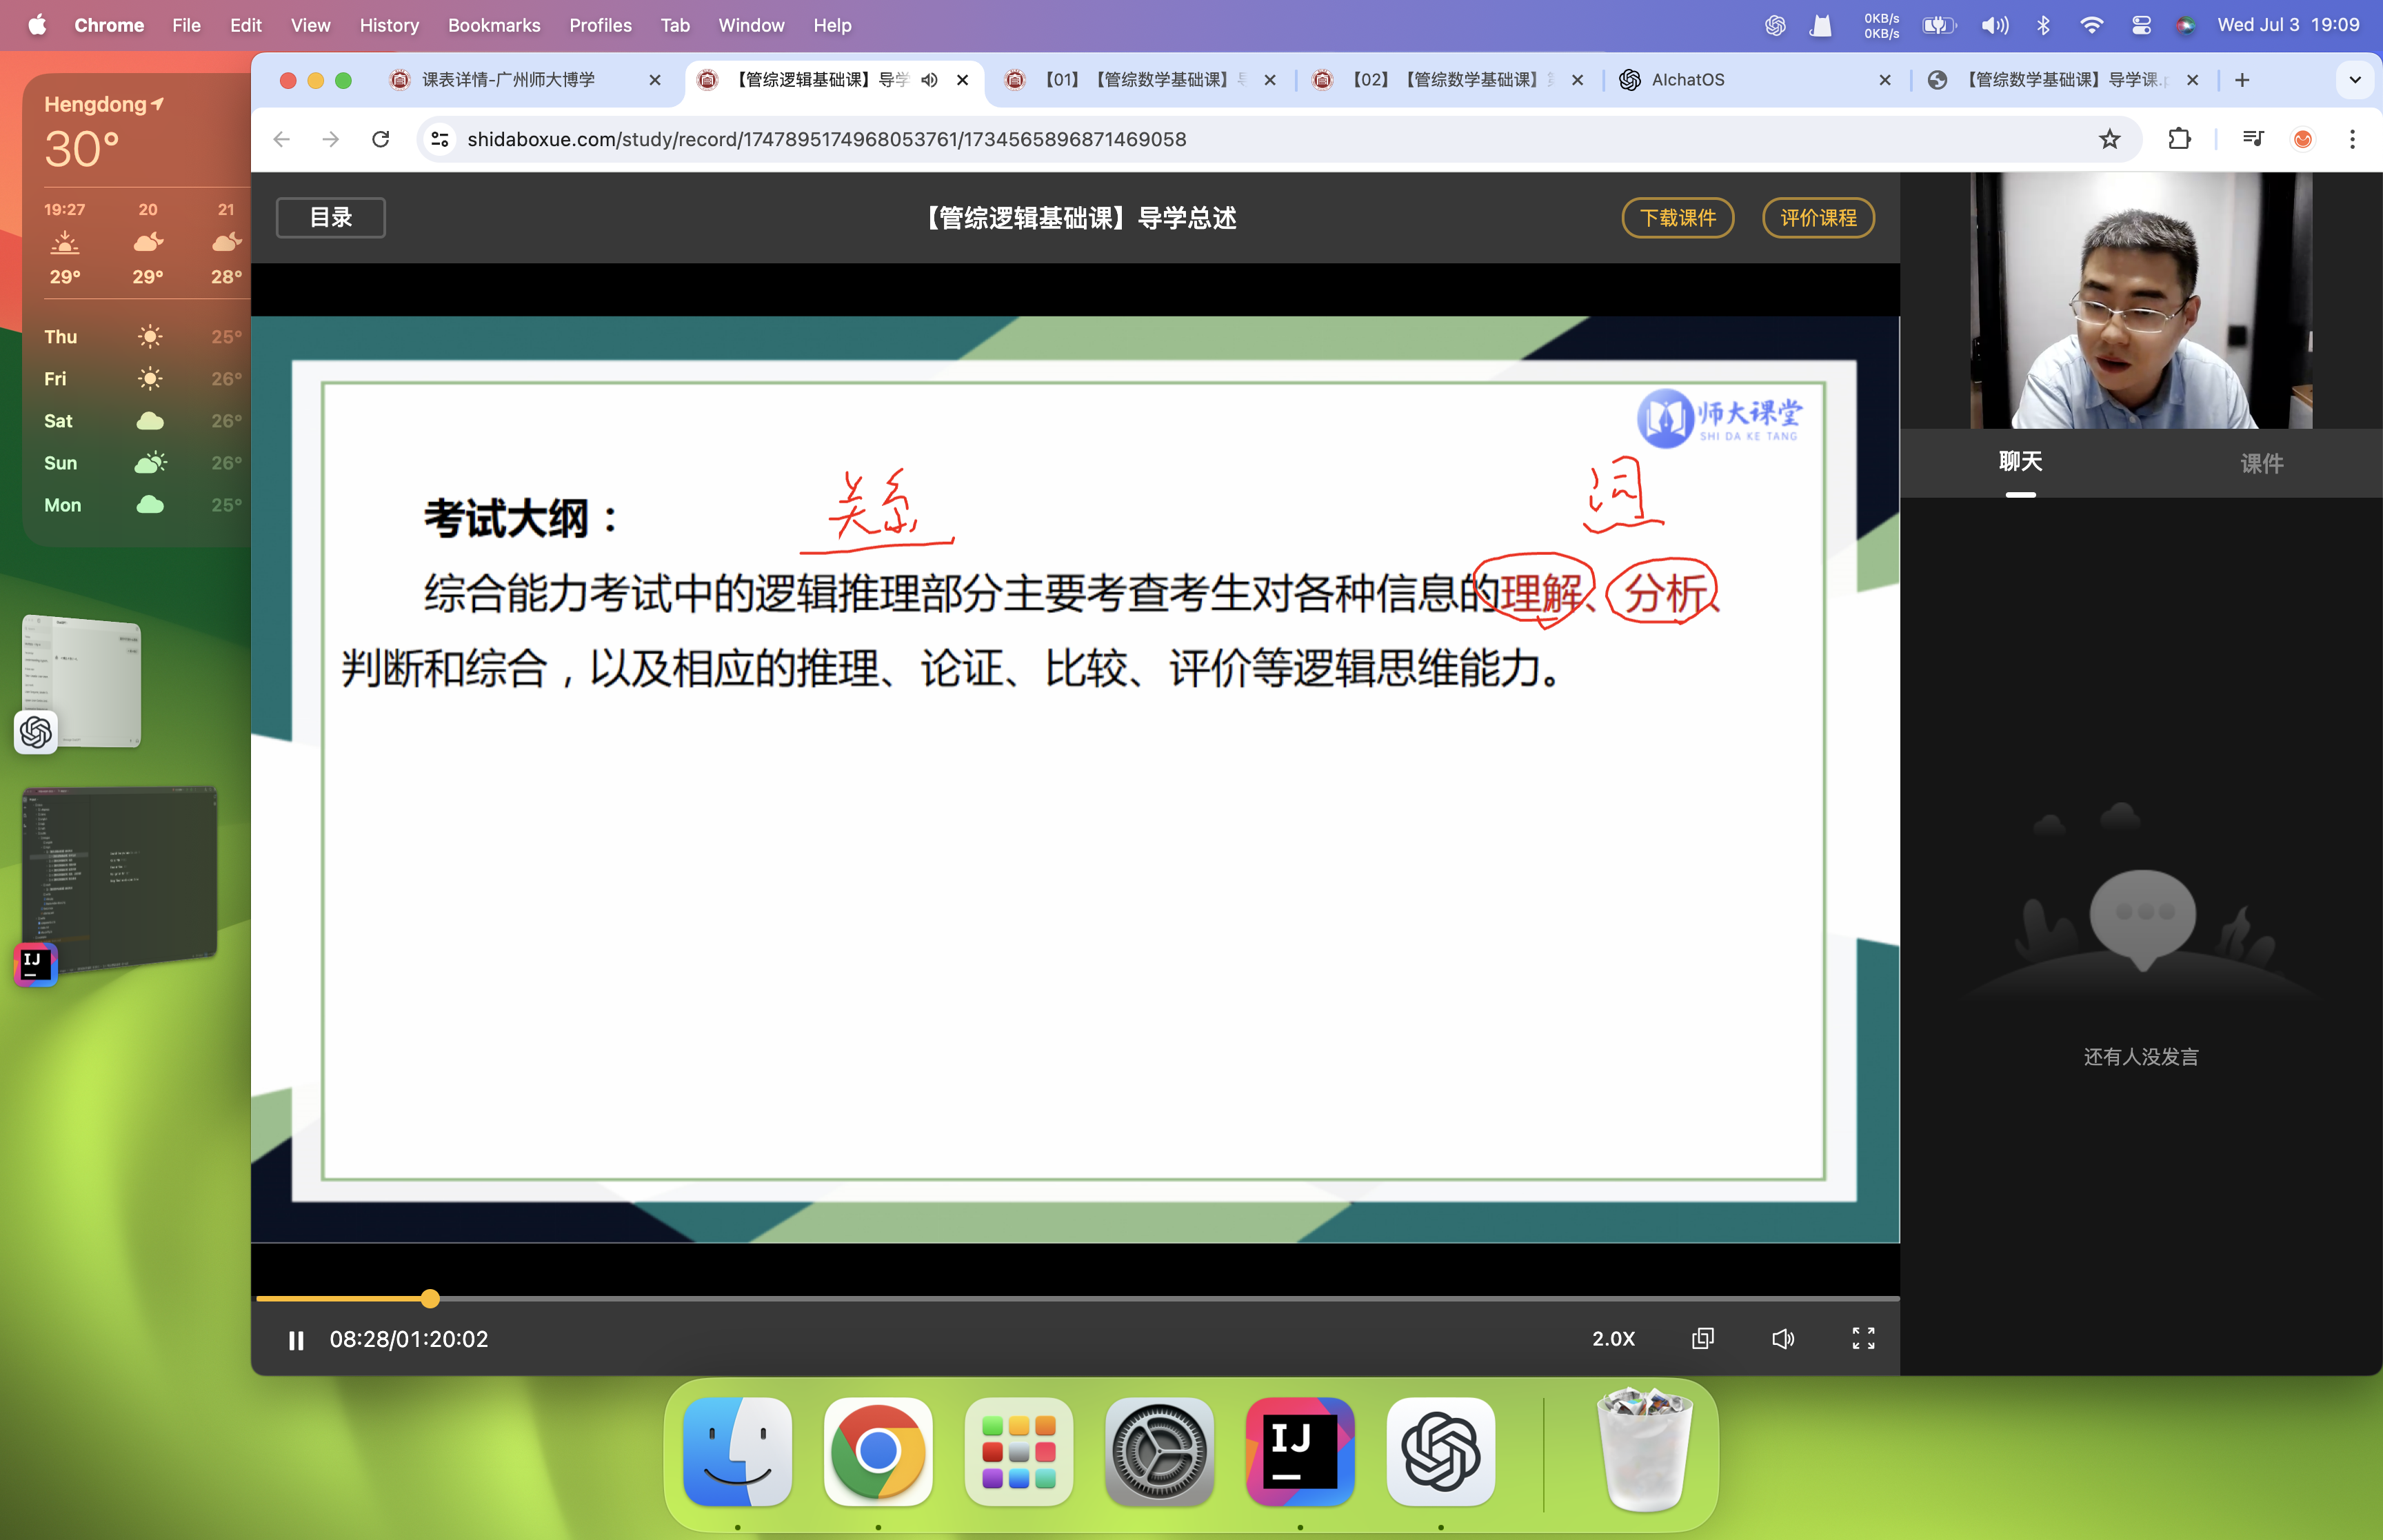 Chrome File Edit View History Bookmarks Profiles Tab Window Help
0KB/s
0KB/s
Wed Jul 3 19:09
课表详情-广州师大博学
【管综逻辑基础课】导学
【01】【管综数学基础课】
【02】【管综数学基础课】
AIchatOS
【管综数学基础课】导学课.
shidaboxue.com/study/record/1747895174968053761/1734565896871469058
Hengdong
30°
19:27 20 21
29° 29° 28°
Thu 25°
Fri 26°
Sat 26°
Sun 26°
Mon 25°
目录
【管综逻辑基础课】导学总述
下载课件
评价课程
师大课堂
SHI DA KE TANG
关系
词
考试大纲：
综合能力考试中的逻辑推理部分主要考查考生对各种信息的理解、分析、
判断和综合，以及相应的推理、论证、比较、评价等逻辑思维能力。
聊天
课件
还有人没发言
08:28/01:20:02
2.0X
IJ
IJ